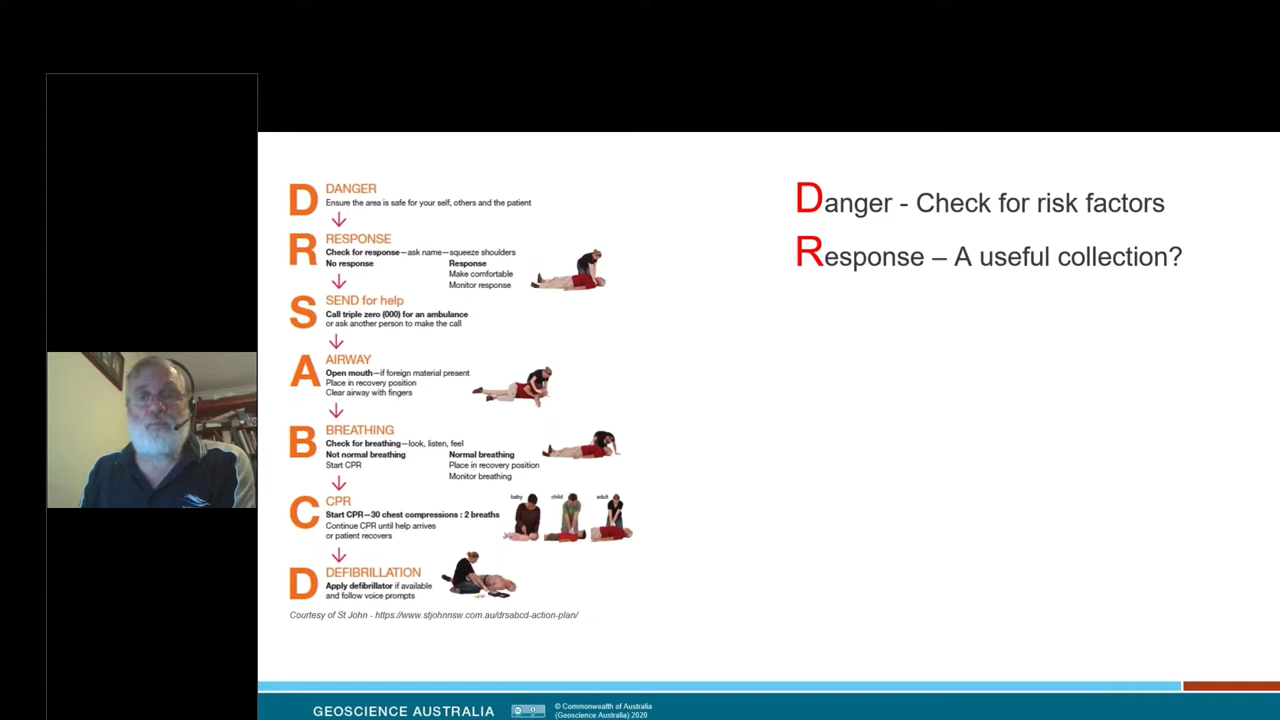 D DANGER
Ensure the area is safe for your self, others and the patient
R RESPONSE
Check for response—ask name—squeeze shoulders
No response Response
Make comfortable
Monitor response
S SEND for help
Call triple zero (000) for an ambulance
or ask another person to make the call
A AIRWAY
Open mouth—if foreign material present
Place in recovery position
Clear airway with fingers
B BREATHING
Check for breathing—look, listen, feel
Not normal breathing Normal breathing
Start CPR Place in recovery position
Monitor breathing
C CPR
baby child adult
Start CPR—30 chest compressions : 2 breaths
Continue CPR until help arrives
or patient recovers
D DEFIBRILLATION
Apply defibrillator if available
and follow voice prompts
Courtesy of St John - https://www.stjohnnsw.com.au/drsabcd-action-plan/
Danger - Check for risk factors
Response – A useful collection?
GEOSCIENCE AUSTRALIA
© Commonwealth of Australia
(Geoscience Australia) 2020